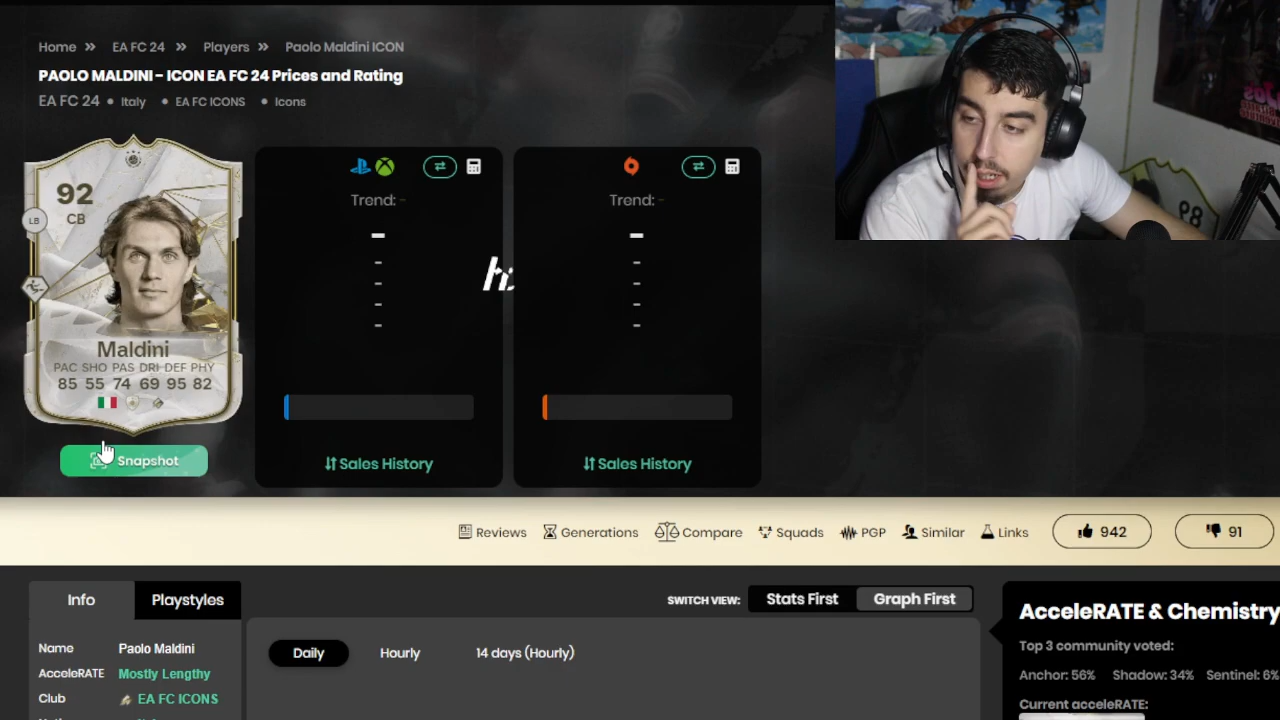 Home » EA FC 24 » Players » Paolo Maldini ICON
PAOLO MALDINI - ICON EA FC 24 Prices and Rating
EA FC 24 • Italy • EA FC ICONS • Icons
92
CB
LB
Maldini
PAC SHO PAS DRI DEF PHY
85 55 74 69 95 82
Snapshot
Trend: -
-
-
-
-
-
Sales History
Trend: -
-
-
-
-
-
Sales History
89
Reviews Generations Compare Squads PGP Similar Links 942 91
Info Playstyles
SWITCH VIEW: Stats First Graph First
Name Paolo Maldini
AcceleRATE Mostly Lengthy
Club EA FC ICONS
Daily Hourly 14 days (Hourly)
AcceleRATE & Chemistry
Top 3 community voted:
Anchor: 56% Shadow: 34% Sentinel: 6%
Current acceleRATE: